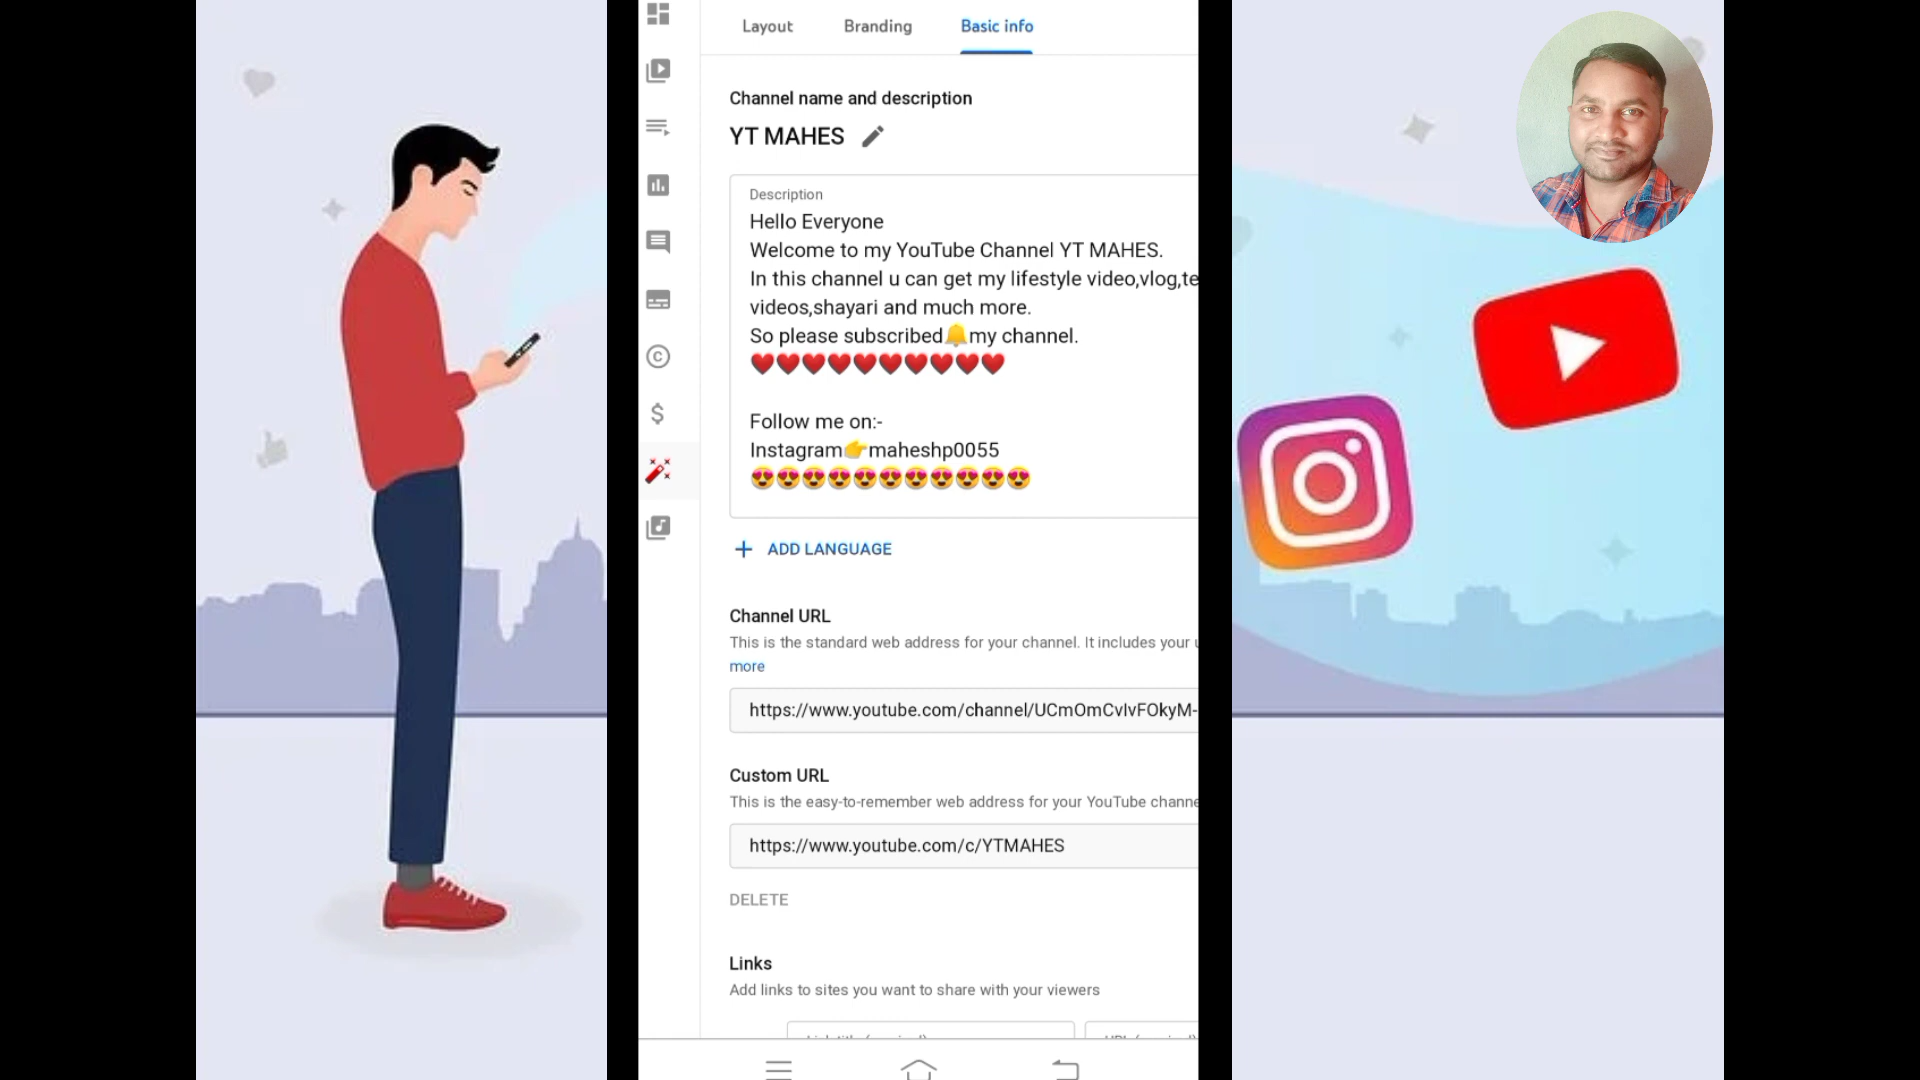 Layout Branding Basic info
Channel name and description
YT MAHES
Description
Hello Everyone
Welcome to my YouTube Channel YT MAHES.
In this channel u can get my lifestyle video,vlog,te
videos,shayari and much more.
So please subscribed🔔my channel.
❤️❤️❤️❤️❤️❤️❤️❤️❤️❤️
Follow me on:-
Instagram👉maheshp0055
😍😍😍😍😍😍😍😍😍😍😍
+ ADD LANGUAGE
Channel URL
This is the standard web address for your channel. It includes your
more
https://www.youtube.com/channel/UCmOmCvIvFOkyM-
Custom URL
This is the easy-to-remember web address for your YouTube channe
https://www.youtube.com/c/YTMAHES
DELETE
Links
Add links to sites you want to share with your viewers